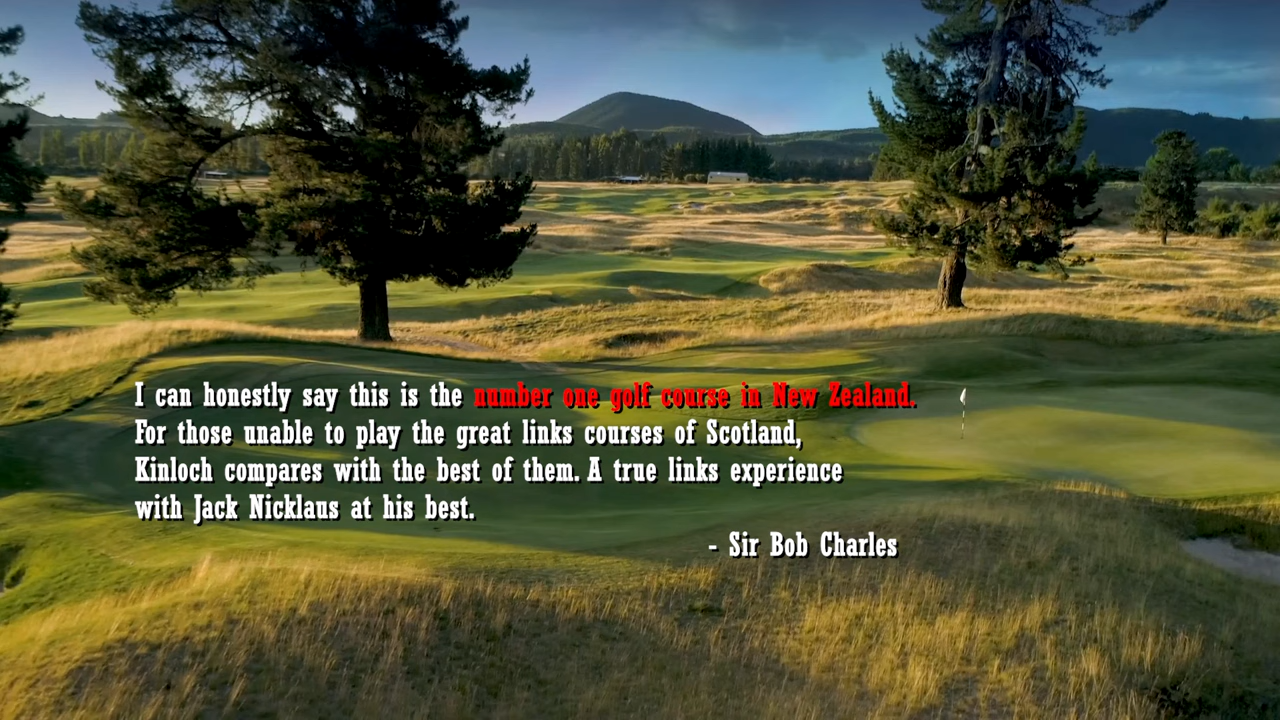 I can honestly say this is the number one golf course in New Zealand.
For those unable to play the great links courses of Scotland,
Kinloch compares with the best of them. A true links experience
with Jack Nicklaus at his best.
- Sir Bob Charles